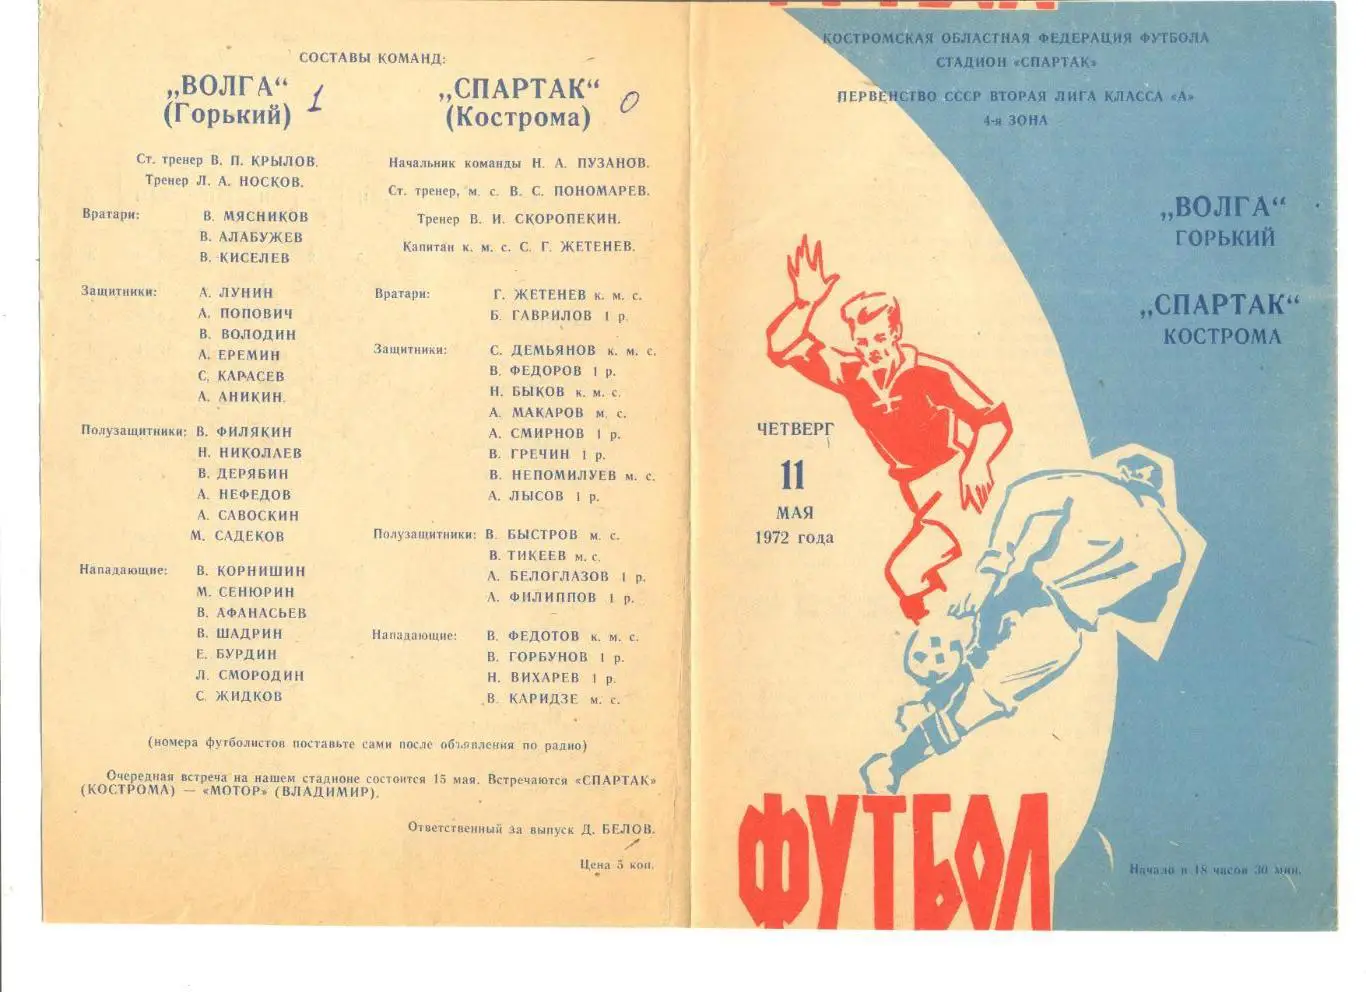 СОСТАВЫ КОМАНД:
„ВОЛГА“
(Горький) 1
Ст. тренер В. П. КРЫЛОВ.
Тренер Л. А. НОСКОВ.
Вратари: В. МЯСНИКОВ
В. АЛАБУЖЕВ
В. КИСЕЛЕВ
Защитники: А. ЛУНИН
А. ПОПОВИЧ
В. ВОЛОДИН
А. ЕРЕМИН
С. КАРАСЕВ
А. АНИКИН.
Полузащитники: В. ФИЛЯКИН
Н. НИКОЛАЕВ
В. ДЕРЯБИН
А. НЕФЕДОВ
А. САВОСКИН
М. САДЕКОВ
Нападающие: В. КОРНИШИН
М. СЕНЮРИН
В. АФАНАСЬЕВ
В. ШАДРИН
Е. БУРДИН
Л. СМОРОДИН
С. ЖИДКОВ
„СПАРТАК“
(Кострома) 0
Начальник команды Н. А. ПУЗАНОВ.
Ст. тренер, м. с. В. С. ПОНОМАРЕВ.
Тренер В. И. СКОРОПЕКИН.
Капитан к. м. с. С. Г. ЖЕТЕНЕВ.
Вратари: Г. ЖЕТЕНЕВ к. м. с.
Б. ГАВРИЛОВ 1 р.
Защитники: С. ДЕМЬЯНОВ к. м. с.
В. ФЕДОРОВ 1 р.
Н. БЫКОВ к. м. с.
А. МАКАРОВ м. с.
А. СМИРНОВ 1 р.
В. ГРЕЧИН 1 р.
В. НЕПОМИЛУЕВ м. с.
А. ЛЫСОВ 1 р.
Полузащитники: В. БЫСТРОВ м. с.
В. ТИКЕЕВ м. с.
А. БЕЛОГЛАЗОВ 1 р.
А. ФИЛИППОВ 1 р.
Нападающие: В. ФЕДОТОВ к. м. с.
В. ГОРБУНОВ 1 р.
Н. ВИХАРЕВ 1 р.
В. КАРИДЗЕ м. с.
(номера футболистов поставьте сами после объявления по радио)
Очередная встреча на нашем стадионе состоится 15 мая. Встречаются «СПАРТАК»
(КОСТРОМА) — «МОТОР» (ВЛАДИМИР).
Ответственный за выпуск Д. БЕЛОВ.
Цена 5 коп.
КОСТРОМСКАЯ ОБЛАСТНАЯ ФЕДЕРАЦИЯ ФУТБОЛА
СТАДИОН «СПАРТАК»
ПЕРВЕНСТВО СССР ВТОРАЯ ЛИГА КЛАССА «А»
4-я ЗОНА
„ВОЛГА“
ГОРЬКИЙ
„СПАРТАК“
КОСТРОМА
ЧЕТВЕРГ
11
МАЯ
1972 года
ФУТБОЛ
Начало в 18 часов 30 мин.